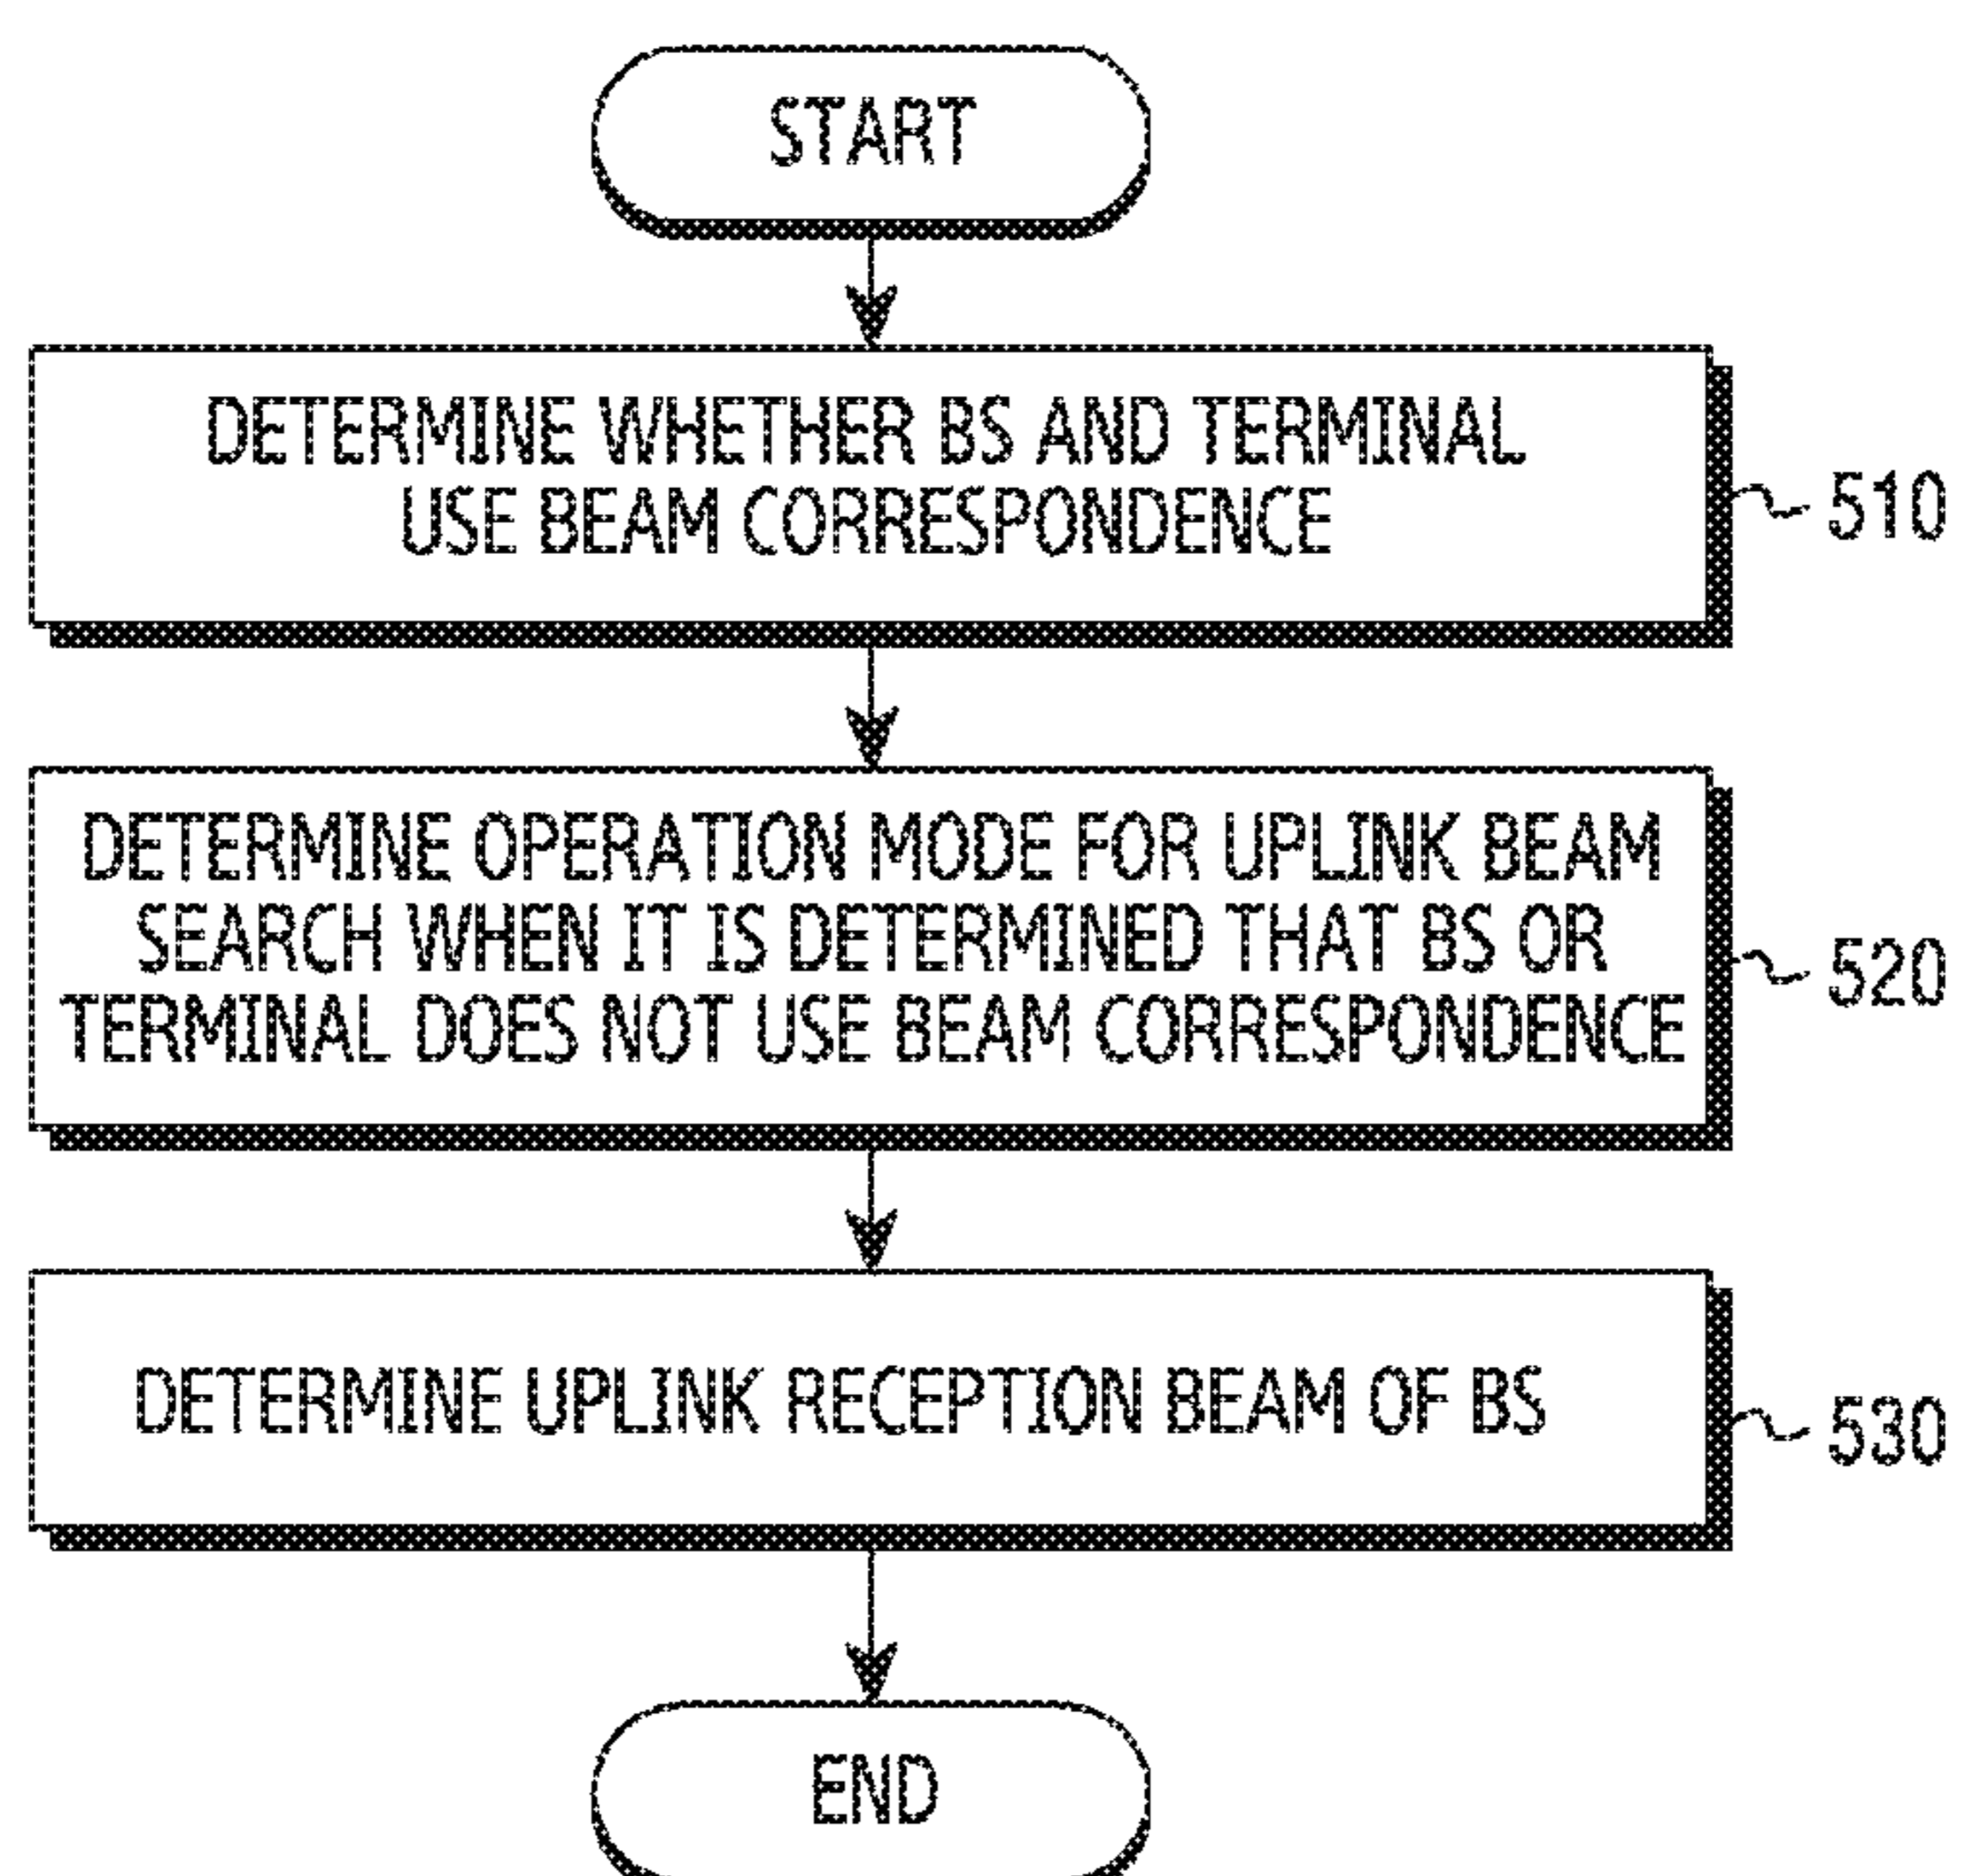 START
DETERMINE WHETHER BS AND TERMINAL
USE BEAM CORRESPONDENCE
510
DETERMINE OPERATION MODE FOR UPLINK BEAM
SEARCH WHEN IT IS DETERMINED THAT BS OR
TERMINAL DOES NOT USE BEAM CORRESPONDENCE
520
DETERMINE UPLINK RECEPTION BEAM OF BS
530
END